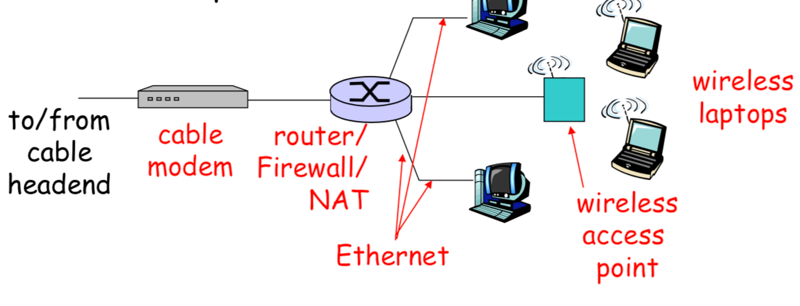 to/from
cable
headend
cable
modem
router/
Firewall/
NAT
Ethernet
wireless
access
point
wireless
laptops